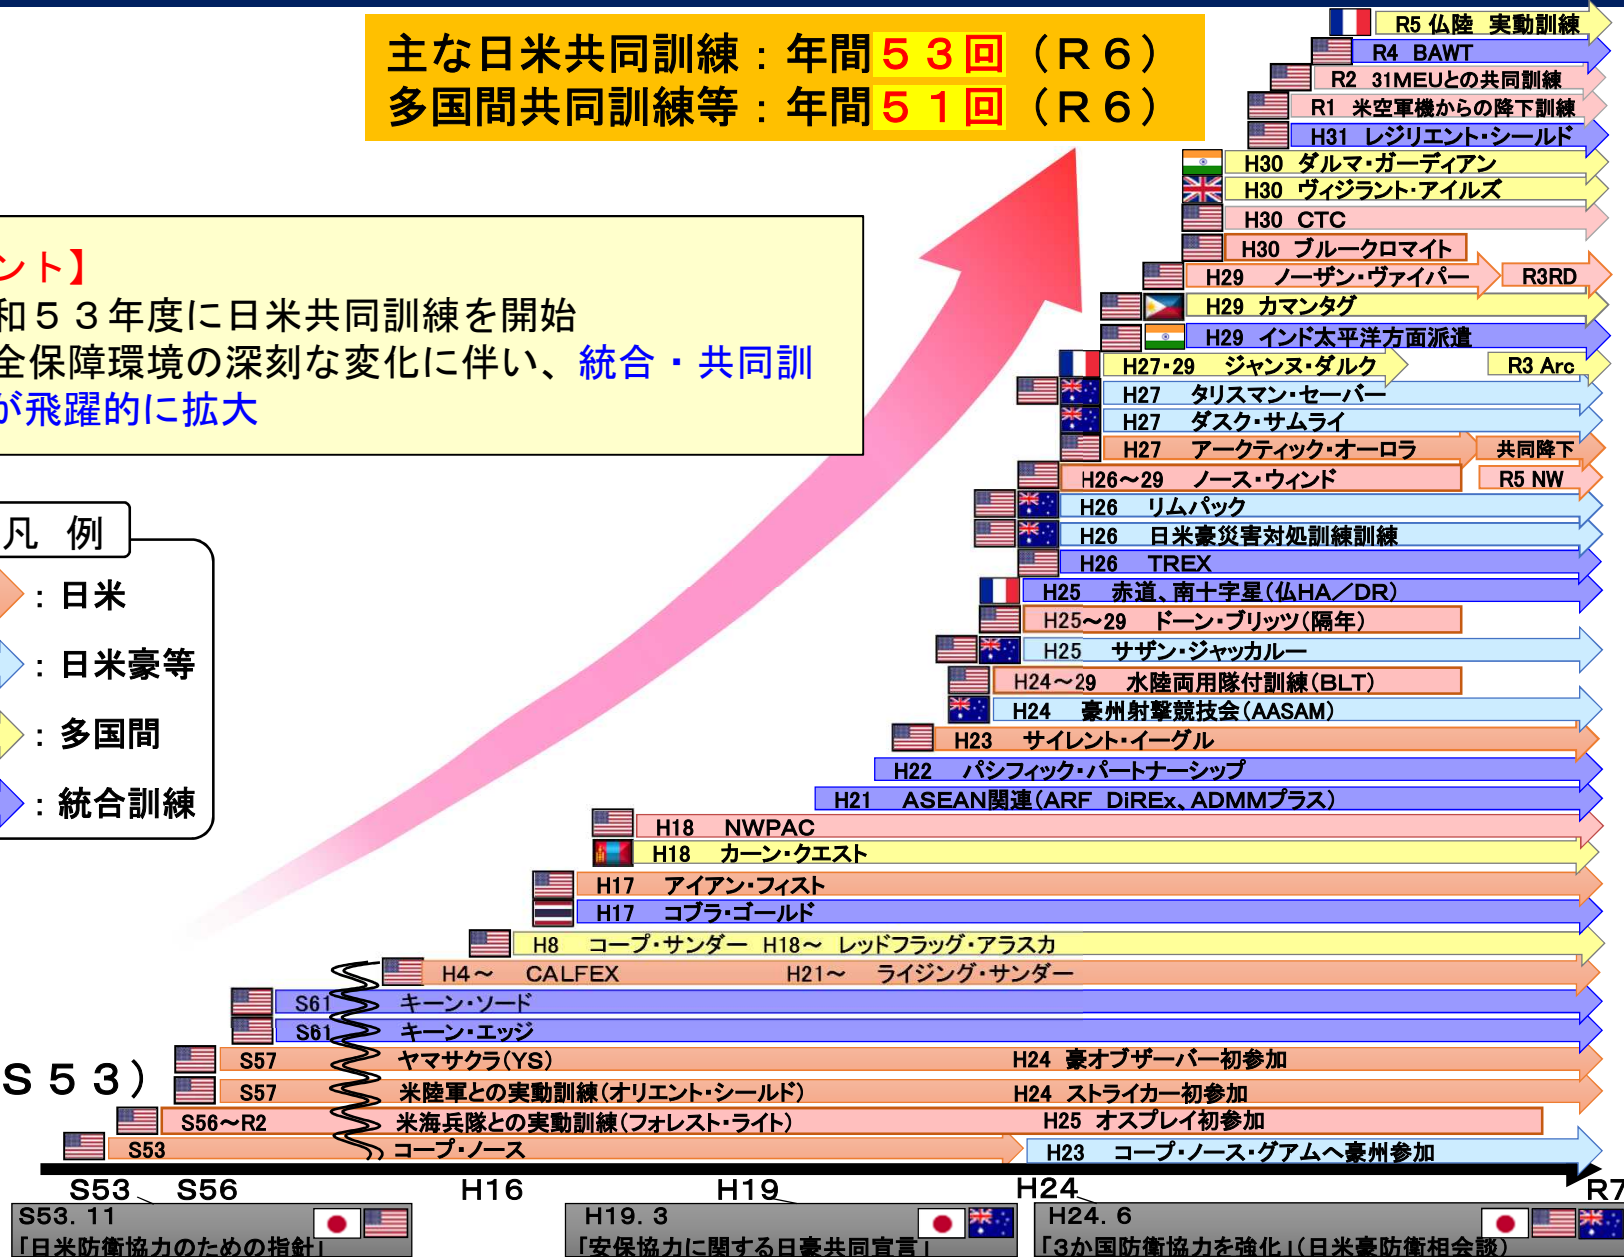 主な日米共同訓練：年間５３回（Ｒ６）
多国間共同訓練等：年間５１回（Ｒ６）
ント】
和５３年度に日米共同訓練を開始
全保障環境の深刻な変化に伴い、統合・共同訓
が飛躍的に拡大
凡 例
：日米
：日米豪等
：多国間
：統合訓練
R5 仏陸 実動訓練
R4 BAWT
R2 31MEUとの共同訓練
R1 米空軍機からの降下訓練
H31 レジリエント・シールド
H30 ダルマ・ガーディアン
H30 ヴィジラント・アイルズ
H30 CTC
H30 ブルークロマイト
H29 ノーザン・ヴァイパー R3RD
H29 カマンタグ
H29 インド太平洋方面派遣
H27・29 ジャンヌ・ダルク R3 Arc
H27 タリスマン・セーバー
H27 ダスク・サムライ
H27 アークティック・オーロラ 共同降下
H26～29 ノース・ウィンド R5 NW
H26 リムパック
H26 日米豪災害対処訓練訓練
H26 TREX
H25 赤道、南十字星（仏HA／DR）
H25～29 ドーン・ブリッツ（隔年）
H25 サザン・ジャッカルー
H24～29 水陸両用隊付訓練（BLT）
H24 豪州射撃競技会（AASAM）
H23 サイレント・イーグル
H22 パシフィック・パートナーシップ
H21 ASEAN関連（ARF DiREx、ADMMプラス）
H18 NWPAC
H18 カーン・クエスト
H17 アイアン・フィスト
H17 コブラ・ゴールド
H8 コープ・サンダー H18～ レッドフラッグ・アラスカ
H4～ CALFEX H21～ ライジング・サンダー
S61 キーン・ソード
S61 キーン・エッジ
S57 ヤマサクラ（YS） H24 豪オブザーバー初参加
S５３）
S57 米陸軍との実動訓練（オリエント・シールド） H24 ストライカー初参加
S56～R2 米海兵隊との実動訓練（フォレスト・ライト） H25 オスプレイ初参加
S53 コープ・ノース H23 コープ・ノース・グアムへ豪州参加
S53 S56 H16 H19 H24 R7
S53．11
「日米防衛協力のための指針」
H19．3
「安保協力に関する日豪共同宣言」
H24．6
「3か国防衛協力を強化」（日米豪防衛相会談）